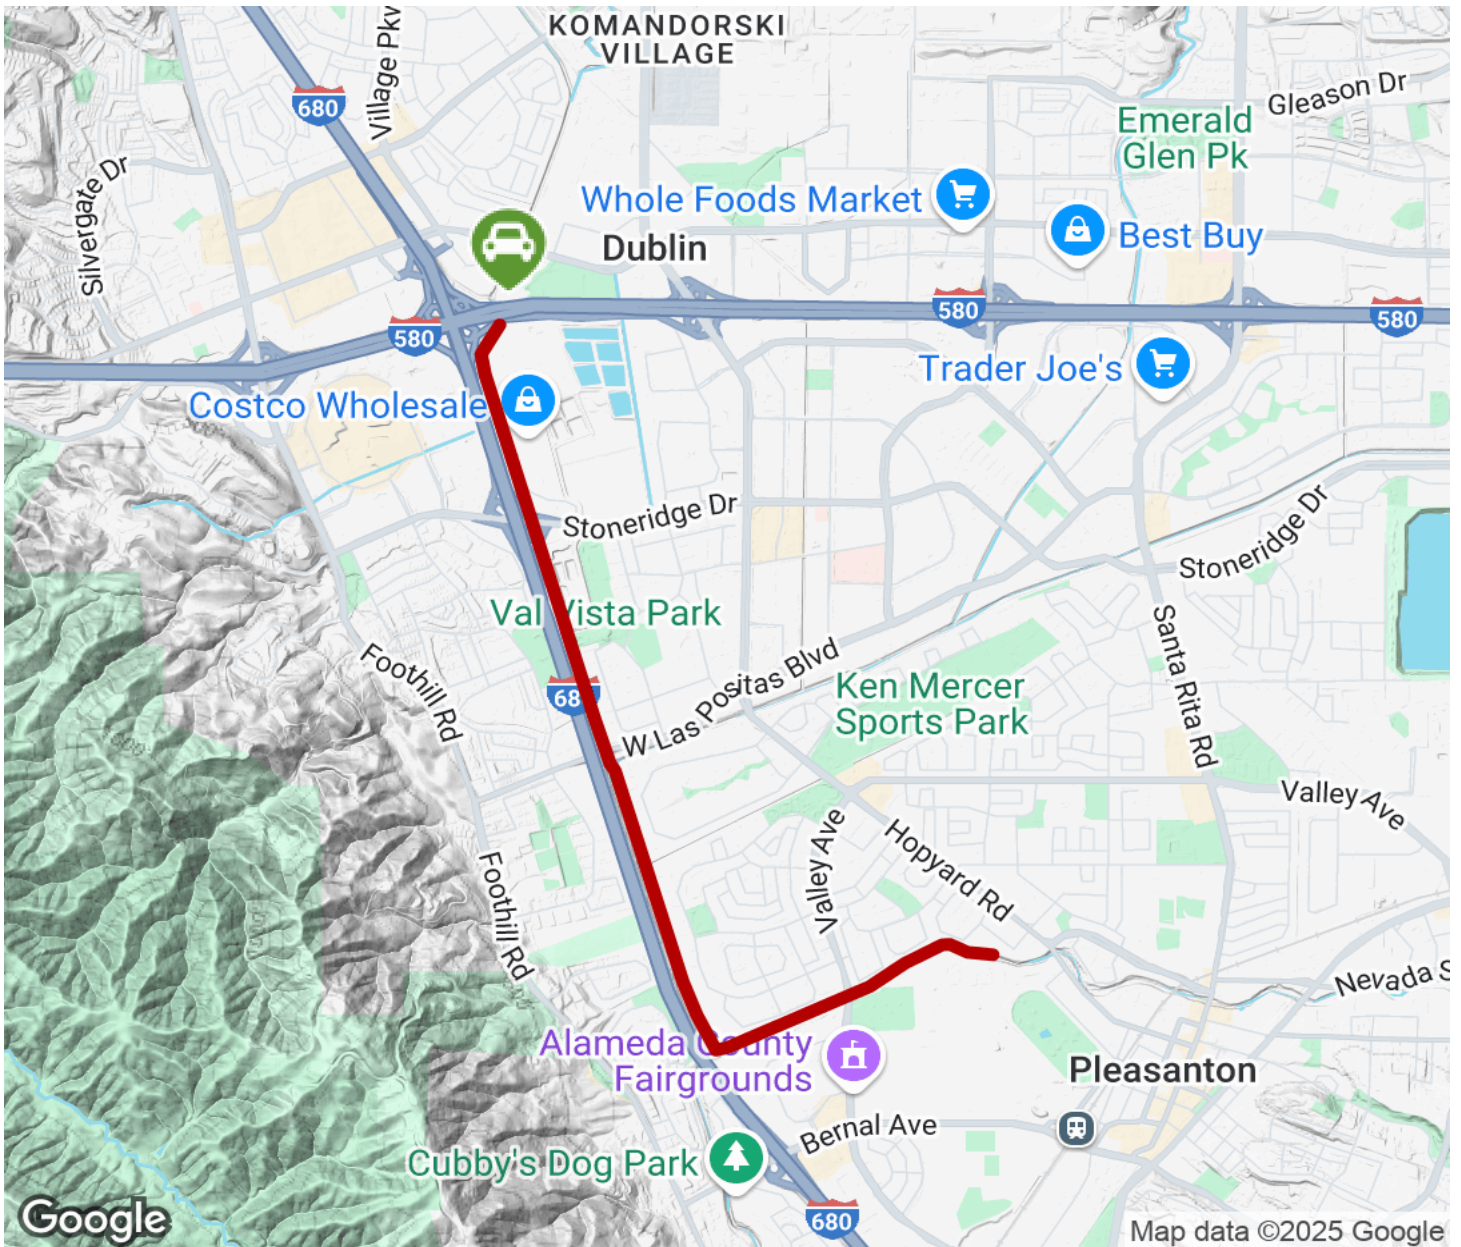 KOMANDORSKI
VILLAGE
Village Pkw
680
Gleason Dr
Emerald
Glen Pk
Silvergate Dr
Whole Foods Market
Dublin
Best Buy
580
580
580
Trader Joe's
Costco Wholesale
Stoneridge Dr
Stoneridge Dr
Val Vista Park
Santa Rita Rd
Foothill Rd
W Las Positas Blvd
Ken Mercer
Sports Park
68
Valley Ave
Valley Ave
Hopyard Rd
Foothill Rd
Nevada S
Alameda County
Fairgrounds
Pleasanton
Bernal Ave
Cubby's Dog Park
680
Google
Map data ©2025 Google